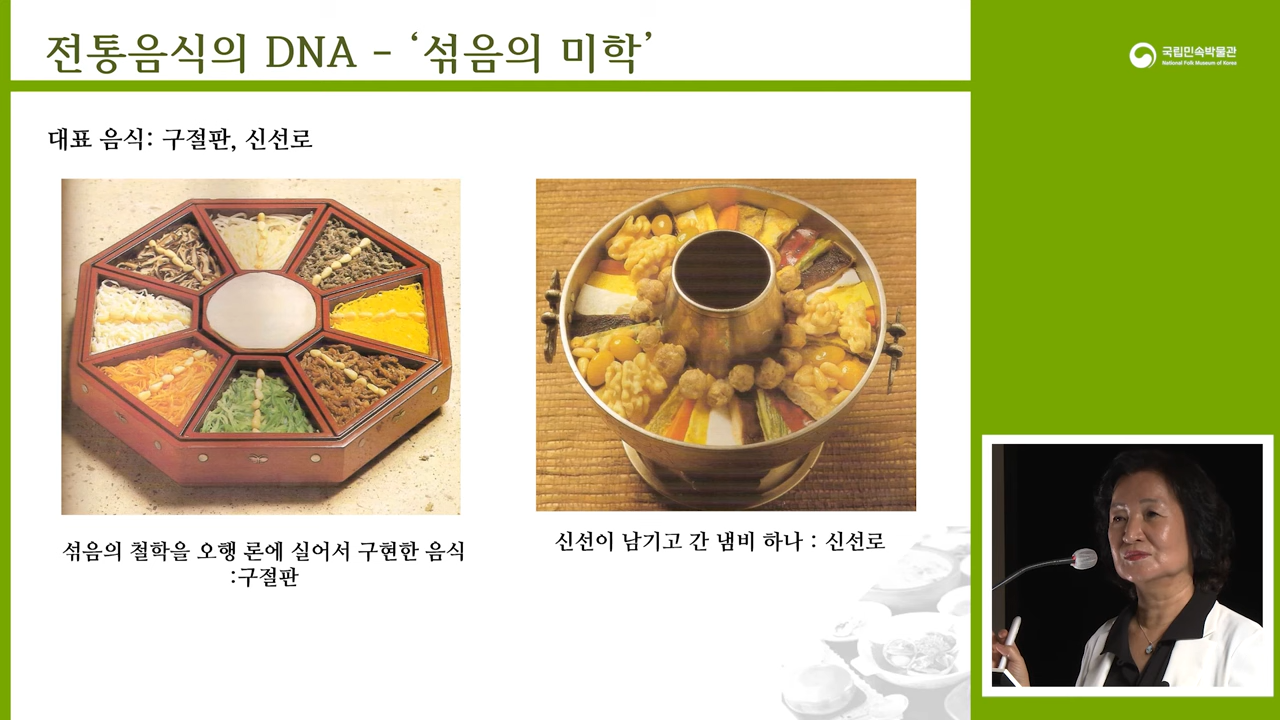 전통음식의 DNA - ‘섞음의 미학’
국립민속박물관
National Folk Museum of Korea
대표 음식: 구절판, 신선로
섞음의 철학을 오행 론에 실어서 구현한 음식
:구절판
신선이 남기고 간 냄비 하나 : 신선로